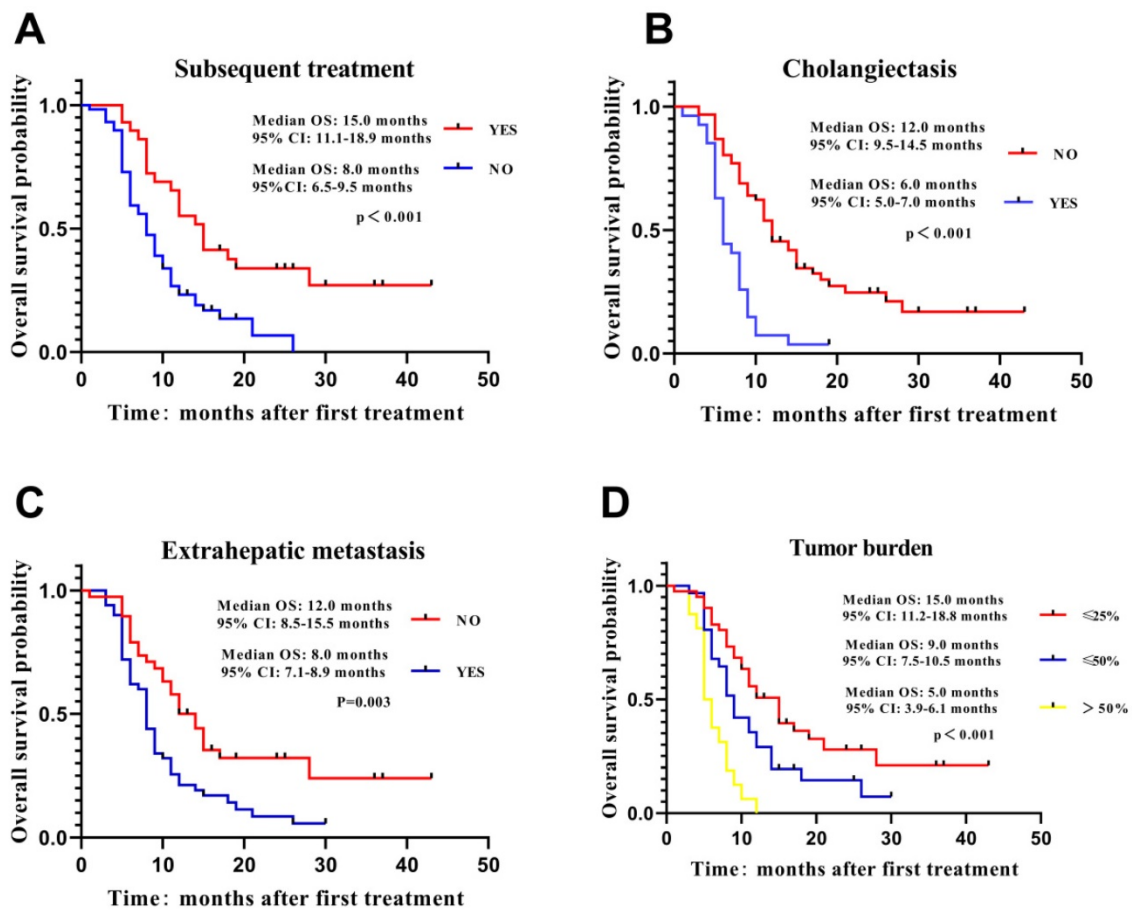 A
Subsequent treatment
Overall survival probability
1.0
0.5
0.0
Median OS: 15.0 months
95% CI: 11.1-18.9 months
YES
Median OS: 8.0 months
95%CI: 6.5-9.5 months
NO
p＜0.001
0 10 20 30 40 50
Time: months after first treatment
B
Cholangiectasis
Overall survival probability
1.0
0.5
0.0
Median OS: 12.0 months
95% CI: 9.5-14.5 months
NO
Median OS: 6.0 months
95% CI: 5.0-7.0 months
YES
p＜0.001
0 10 20 30 40 50
Time: months after first treatment
C
Extrahepatic metastasis
Overall survival probability
1.0
0.5
0.0
Median OS: 12.0 months
95% CI: 8.5-15.5 months
NO
Median OS: 8.0 months
95% CI: 7.1-8.9 months
YES
P=0.003
0 10 20 30 40 50
Time: months after first treatment
D
Tumor burden
Overall survival probability
1.0
0.5
0.0
Median OS: 15.0 months
95% CI: 11.2-18.8 months
≤25%
Median OS: 9.0 months
95% CI: 7.5-10.5 months
≤50%
Median OS: 5.0 months
95% CI: 3.9-6.1 months
＞50%
p＜0.001
0 10 20 30 40 50
Time: months after first treatment